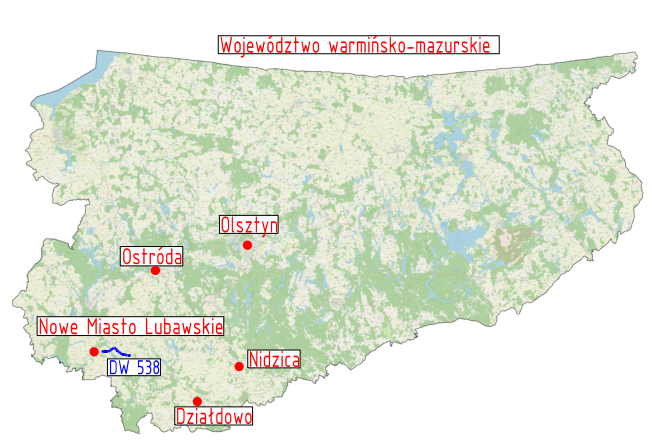 Województwo warmińsko-mazurskie
Olsztyn
Ostróda
Nowe Miasto Lubawskie
DW 538
Nidzica
Działdowo